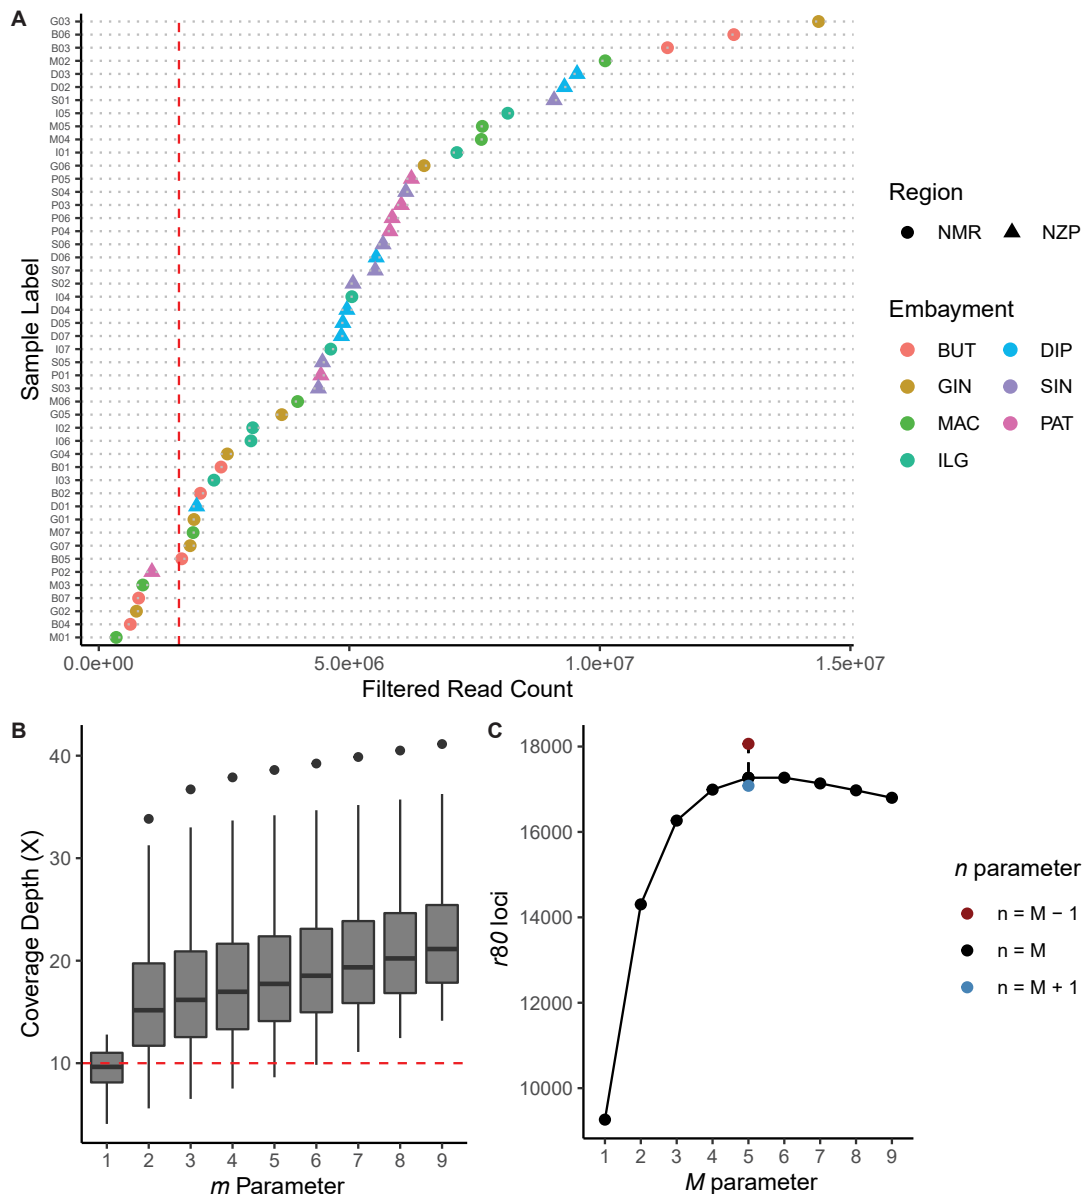 A
Sample Label
G03
B06
B03
M02
D03
D02
S01
I05
M05
M04
I01
G06
P05
S04
P03
P06
P04
S06
D06
S07
S02
I04
D04
D05
D07
I07
S05
P01
S03
M06
G05
I02
I06
G04
B01
I03
B02
D01
G01
M07
G07
B05
P02
M03
B07
G02
B04
M01
0.0e+00 5.0e+06 1.0e+07 1.5e+07
Filtered Read Count
Region
NMR NZP
Embayment
BUT DIP
GIN SIN
MAC PAT
ILG
B
Coverage Depth (X)
40
30
20
10
1 2 3 4 5 6 7 8 9
m Parameter
C
r80 loci
18000
16000
14000
12000
10000
1 2 3 4 5 6 7 8 9
M parameter
n parameter
n = M − 1
n = M
n = M + 1